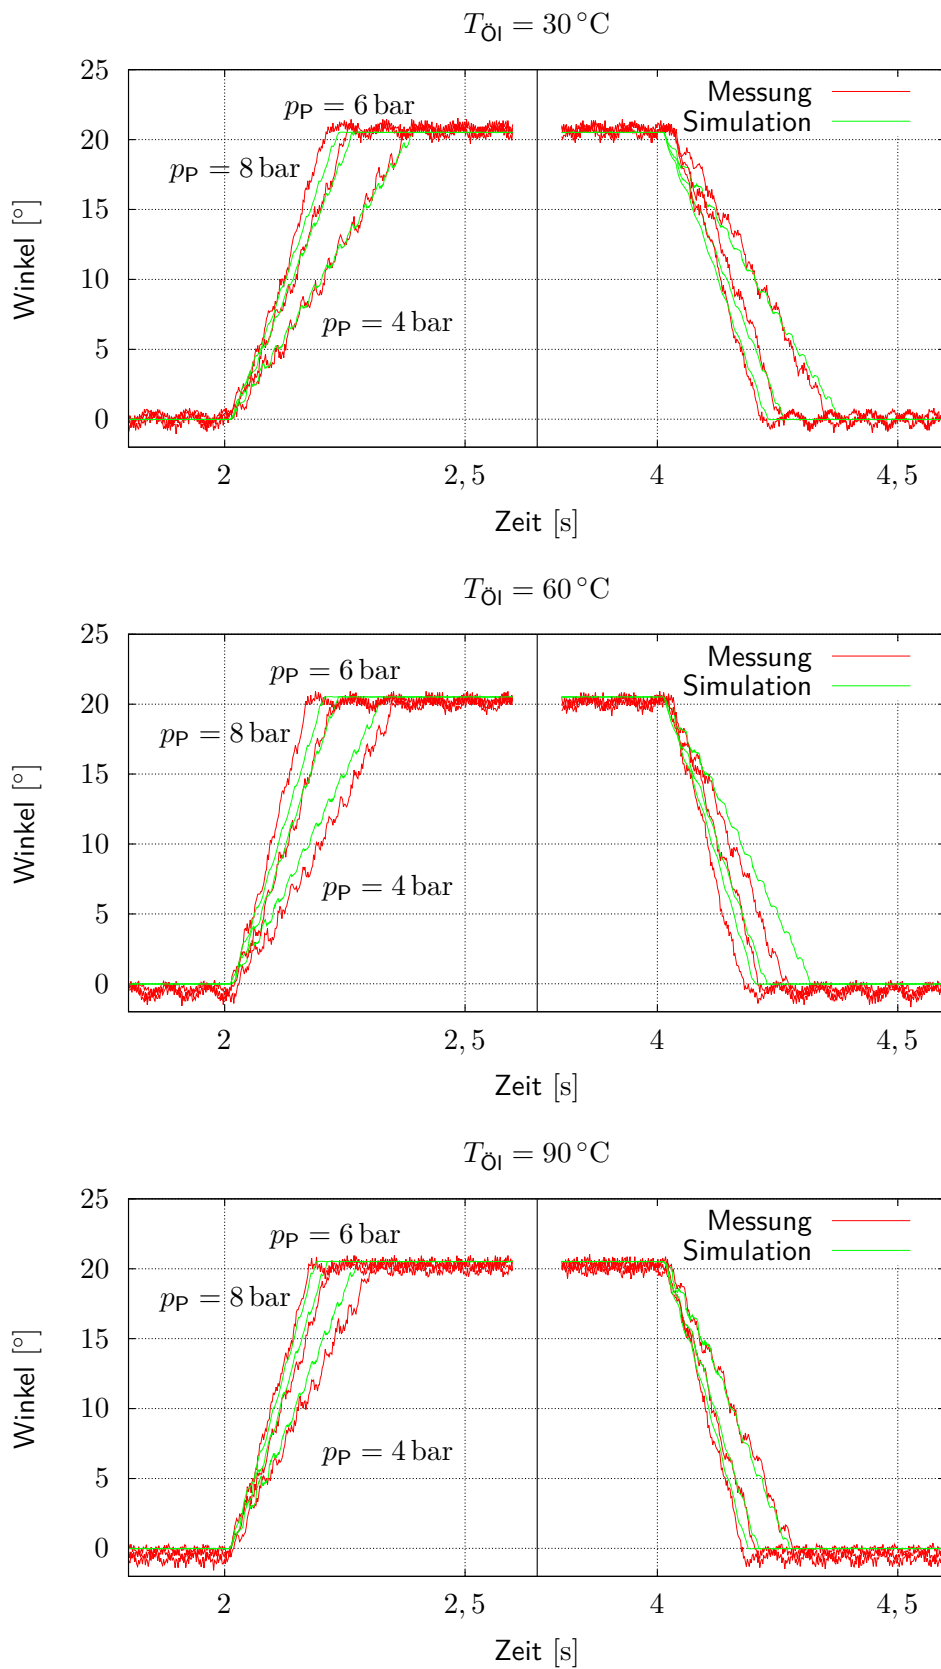 T_Öl = 30 °C
25
20
15
10
5
0
Winkel [°]
p_P = 6 bar
p_P = 8 bar
p_P = 4 bar
Messung
Simulation
2
2,5
4
4,5
Zeit [s]
T_Öl = 60 °C
25
20
15
10
5
0
Winkel [°]
p_P = 6 bar
p_P = 8 bar
p_P = 4 bar
Messung
Simulation
2
2,5
4
4,5
Zeit [s]
T_Öl = 90 °C
25
20
15
10
5
0
Winkel [°]
p_P = 6 bar
p_P = 8 bar
p_P = 4 bar
Messung
Simulation
2
2,5
4
4,5
Zeit [s]